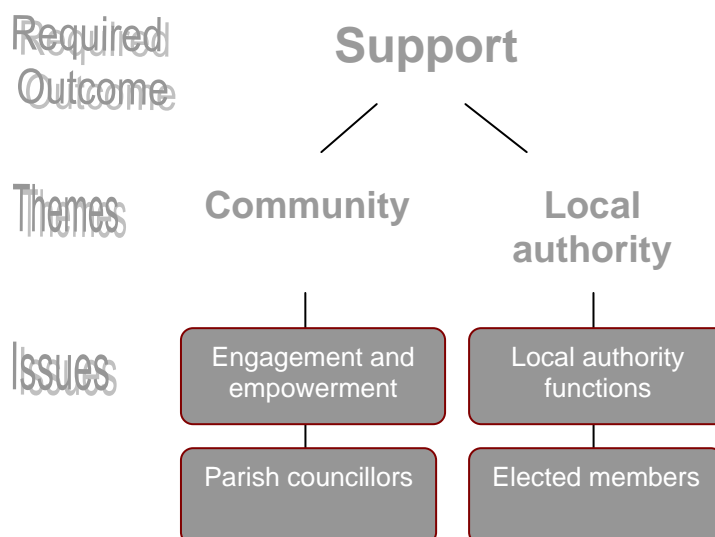 Required
Outcome
Support
Themes
Community
Local
authority
Issues
Engagement and
empowerment
Local authority
functions
Parish councillors
Elected members